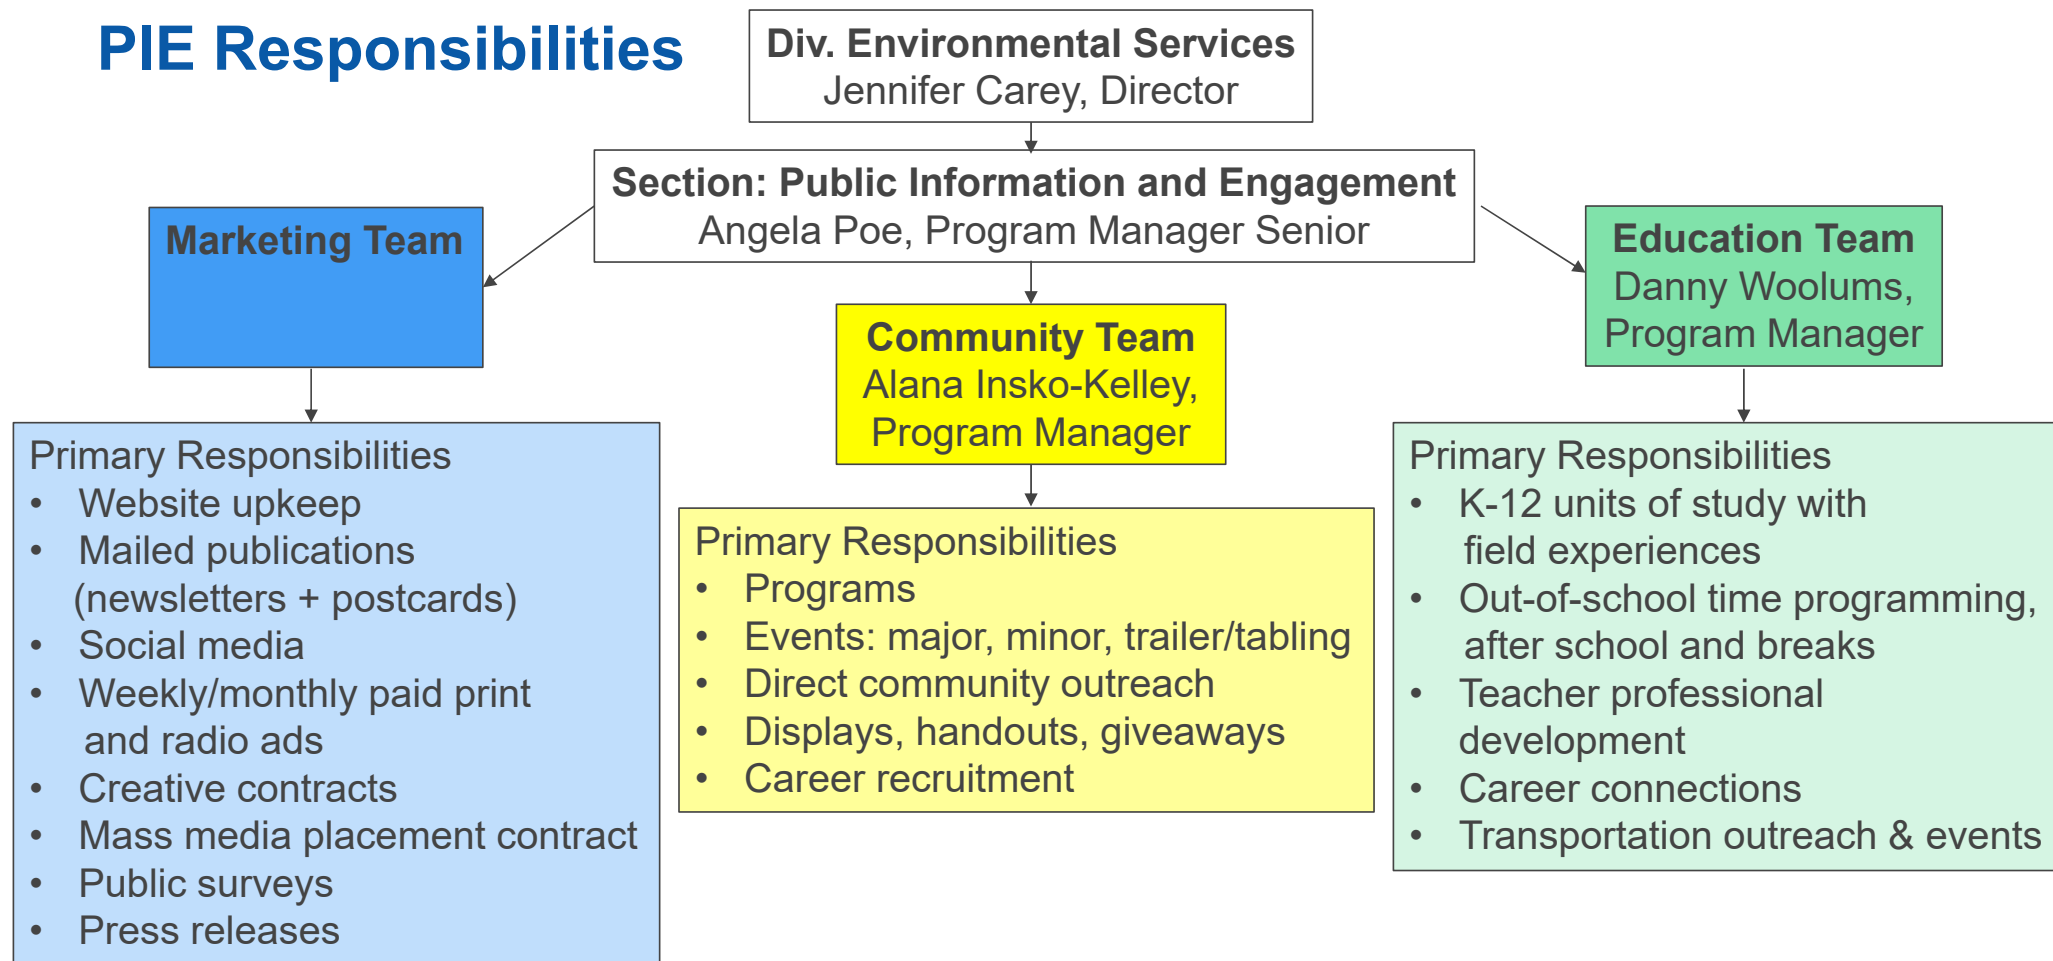 PIE Responsibilities
Div. Environmental Services
Jennifer Carey, Director
Section: Public Information and Engagement
Angela Poe, Program Manager Senior
Marketing Team
Community Team
Alana Insko-Kelley,
Program Manager
Education Team
Danny Woolums,
Program Manager
Primary Responsibilities
• Website upkeep
• Mailed publications
(newsletters + postcards)
• Social media
• Weekly/monthly paid print
and radio ads
• Creative contracts
• Mass media placement contract
• Public surveys
• Press releases
Primary Responsibilities
• Programs
• Events: major, minor, trailer/tabling
• Direct community outreach
• Displays, handouts, giveaways
• Career recruitment
Primary Responsibilities
• K-12 units of study with
field experiences
• Out-of-school time programming,
after school and breaks
• Teacher professional
development
• Career connections
• Transportation outreach & events